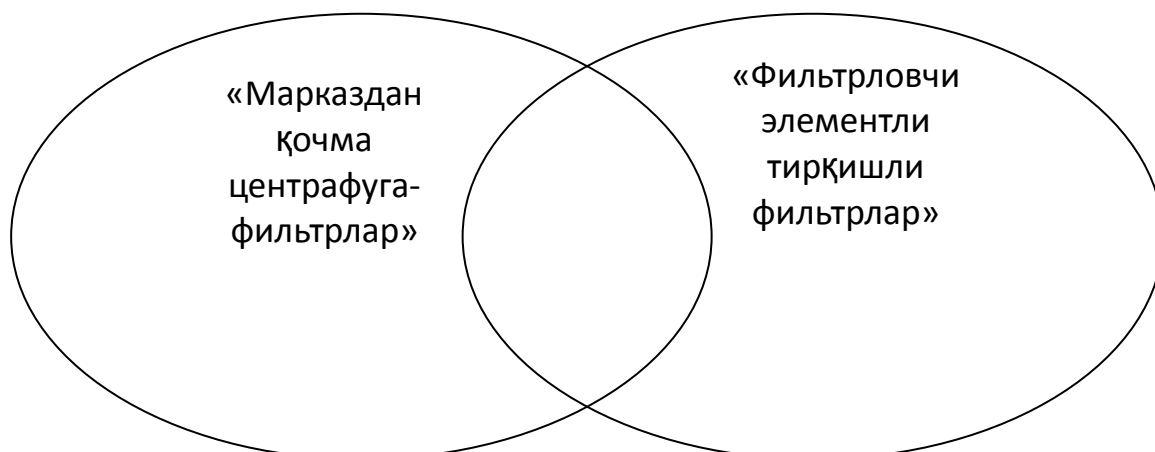 «Марказдан
қочма
центрафуга-
фильтрлар»
«Фильтрловчи
элементли
тирқишли
фильтрлар»